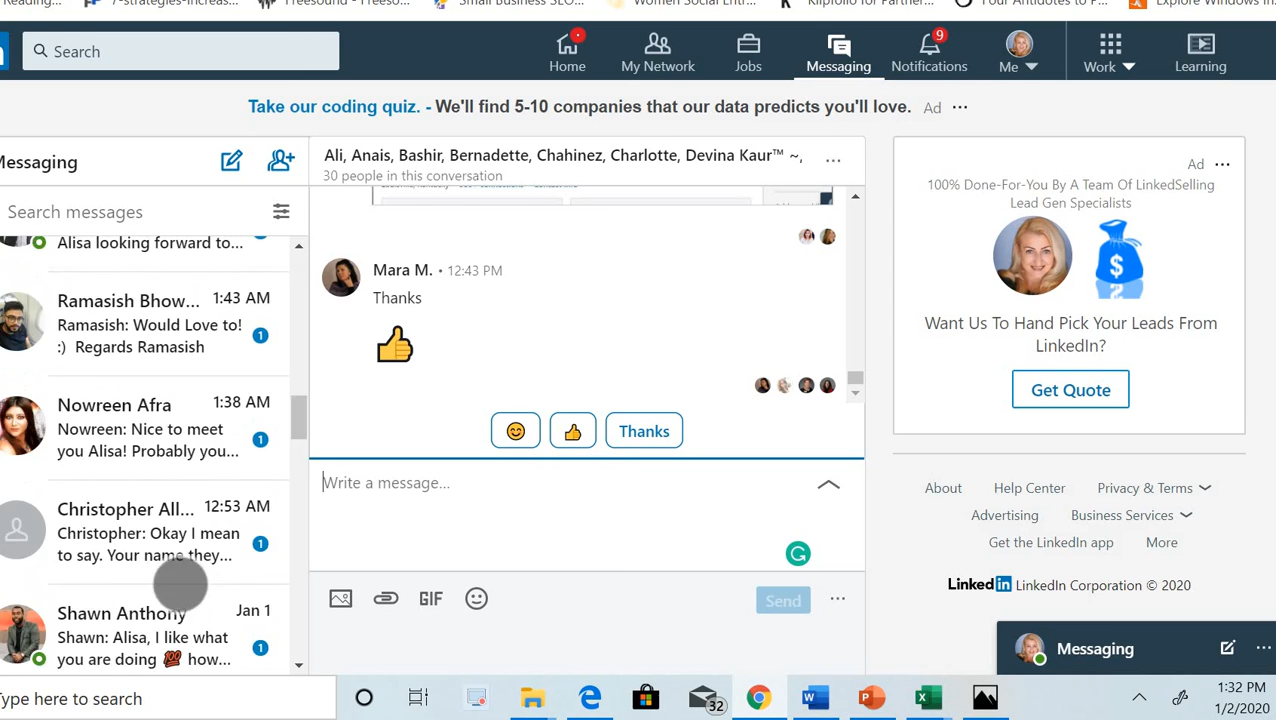 7-strategies-increas...
Freesound - Freeso...
Small Business SEO...
Women Social Entr...
Klipfolio for Partner...
Your Antidotes to P...
Explore Windows In
Search
Home
My Network
Jobs
Messaging
9
Notifications
Me
Work
Learning
Take our coding quiz. - We'll find 5-10 companies that our data predicts you'll love. Ad ...
Messaging
Search messages
Alisa looking forward to...
Ramasish Bhow... 1:43 AM
Ramasish: Would Love to!
:) Regards Ramasish
1
Nowreen Afra 1:38 AM
Nowreen: Nice to meet
you Alisa! Probably you...
1
Christopher All... 12:53 AM
Christopher: Okay I mean
to say. Your name they...
1
Shawn Anthony Jan 1
Shawn: Alisa, I like what
you are doing 💯 how...
1
Ali, Anais, Bashir, Bernadette, Chahinez, Charlotte, Devina Kaur™ ~, ...
30 people in this conversation
Mara M. • 12:43 PM
Thanks
Thanks
Write a message...
GIF
Send
Ad ...
100% Done-For-You By A Team Of LinkedSelling
Lead Gen Specialists
$
Want Us To Hand Pick Your Leads From
LinkedIn?
Get Quote
About Help Center Privacy & Terms
Advertising Business Services
Get the LinkedIn app More
Linked in LinkedIn Corporation © 2020
Messaging
Type here to search
32
1:32 PM
1/2/2020